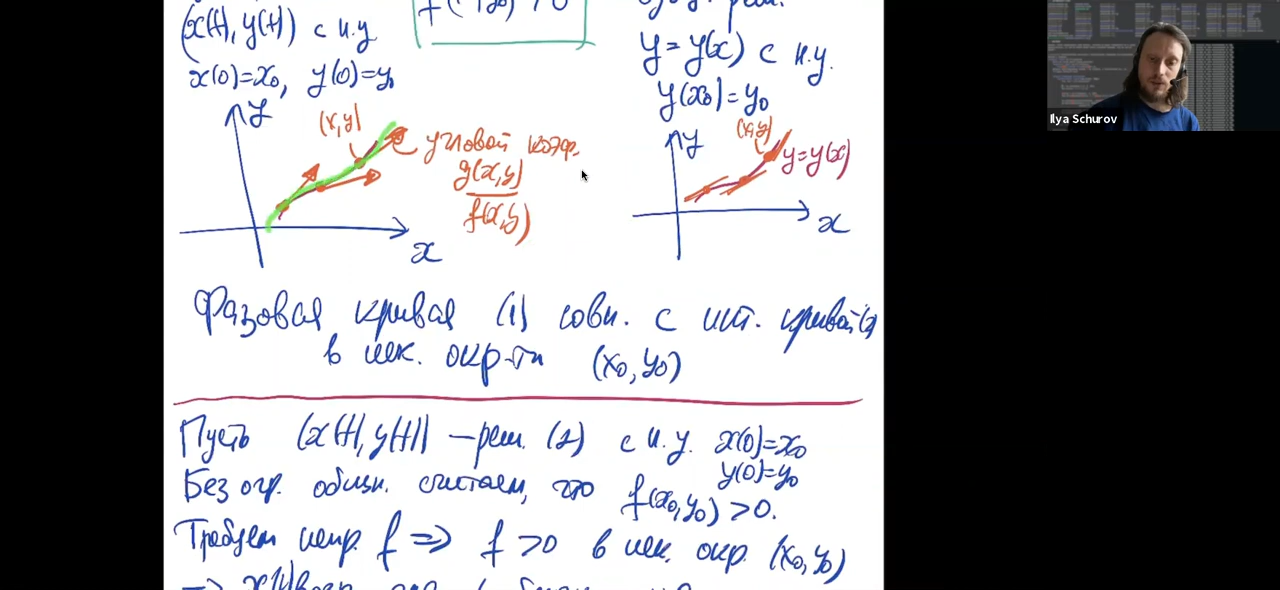 (x(t), y(t)) с н.у
x(0)=x₀, y(0)=y₀
y = y(x) с н.у.
y(x₀)=y₀
y
(x,y)
угловой коэф.
g(x,y)
f(x,y)
x
y
(x,y)
y=y(x)
x
Фазовая кривая (1) совп. с инт. кривой
в нек. окр-ти (x₀, y₀)
Пусть (x(t), y(t)) — реш. с н.у. x(0)=x₀
y(0)=y₀
Без огр. общн. считаем, что f(x₀,y₀) >0.
Требуем непр. f ⇒ f >0 в нек. окр. (x₀, y₀)
Ilya Schurov